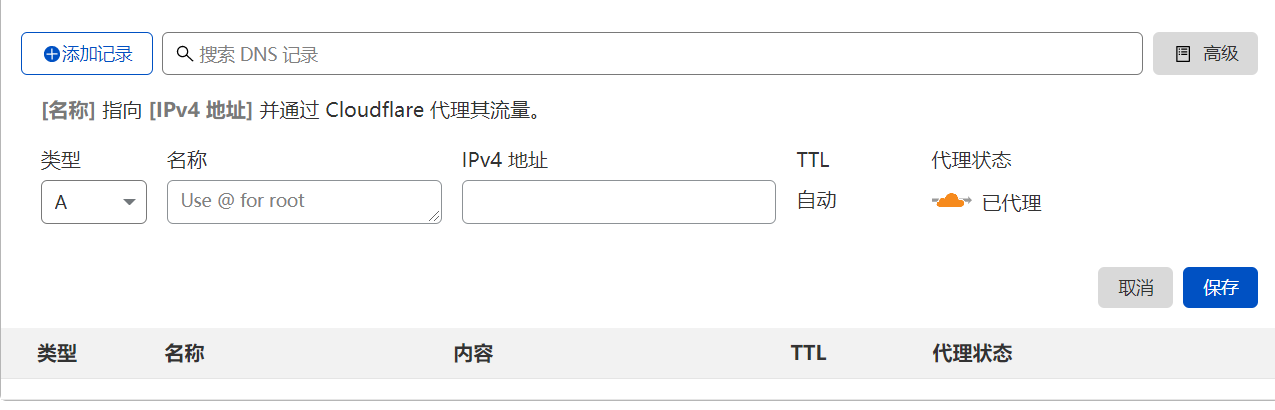 添加记录 搜索 DNS 记录 高级
[名称] 指向 [IPv4 地址] 并通过 Cloudflare 代理其流量。
类型 名称 IPv4 地址 TTL 代理状态
A Use @ for root 自动 已代理
取消 保存
类型 名称 内容 TTL 代理状态